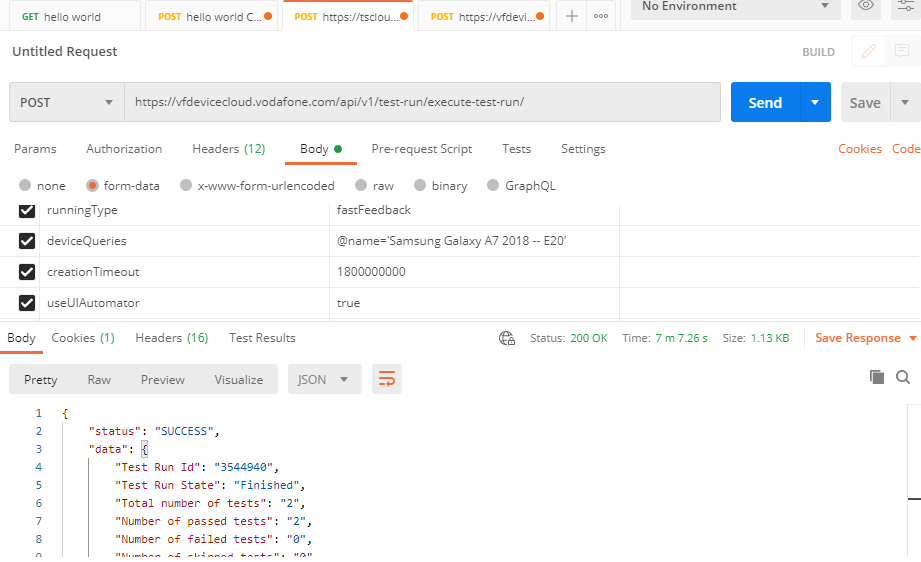 GET hello world POST hello world C... POST https://tsclou... POST https://vfdevi... No Environment
Untitled Request BUILD
POST https://vfdevicecloud.vodafone.com/api/v1/test-run/execute-test-run/ Send Save
Params Authorization Headers (12) Body Pre-request Script Tests Settings Cookies Code
none form-data x-www-form-urlencoded raw binary GraphQL
runningType fastFeedback
deviceQueries @name='Samsung Galaxy A7 2018 -- E20'
creationTimeout 1800000000
useUIAutomator true
Body Cookies (1) Headers (16) Test Results Status: 200 OK Time: 7 m 7.26 s Size: 1.13 KB Save Response
Pretty Raw Preview Visualize JSON
1 {
2 "status": "SUCCESS",
3 "data": {
4 "Test Run Id": "3544940",
5 "Test Run State": "Finished",
6 "Total number of tests": "2",
7 "Number of passed tests": "2",
8 "Number of failed tests": "0",
9 "Number of skipped tests": "0"